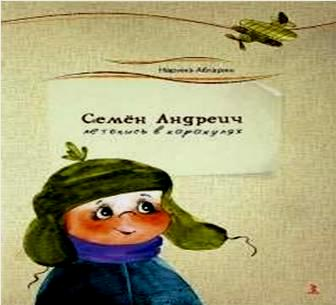 Наринэ Абгарян
Семён Андреич
летопись в каракулях